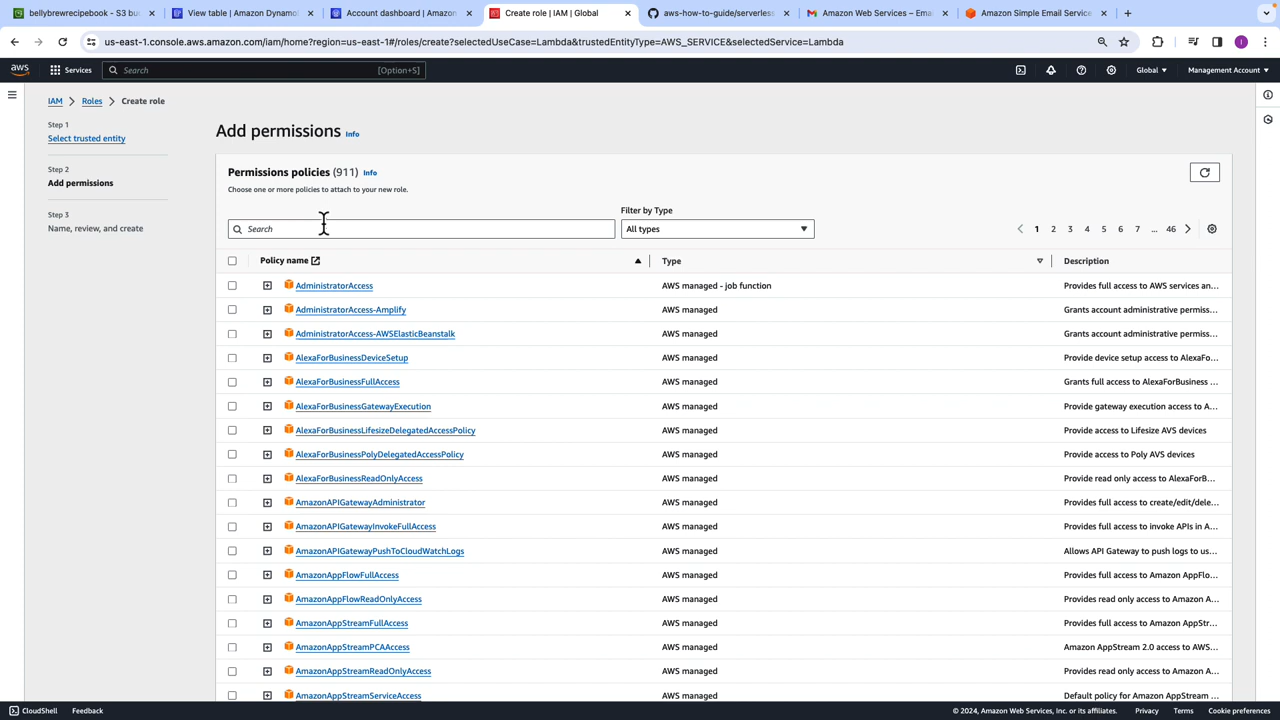 bellybrewrecipebook - S3 bu
View table | Amazon Dynamo
Account dashboard | Amazon
Create role | IAM | Global
aws-how-to-guide/serverless
Amazon Web Services – Ema
Amazon Simple Email Service
us-east-1.console.aws.amazon.com/iam/home?region=us-east-1#/roles/create?selectedUseCase=Lambda&trustedEntityType=AWS_SERVICE&selectedService=Lambda
aws
Services
Search
[Option+S]
Global
Management Account
IAM
Roles
Create role
Step 1
Select trusted entity
Step 2
Add permissions
Step 3
Name, review, and create
Add permissions Info
Permissions policies (911) Info
Choose one or more policies to attach to your new role.
Filter by Type
Search
All types
1 2 3 4 5 6 7 ... 46
Policy name
Type
Description
AdministratorAccess AWS managed - job function Provides full access to AWS services an...
AdministratorAccess-Amplify AWS managed Grants account administrative permiss...
AdministratorAccess-AWSElasticBeanstalk AWS managed Grants account administrative permiss...
AlexaForBusinessDeviceSetup AWS managed Provide device setup access to AlexaFo...
AlexaForBusinessFullAccess AWS managed Grants full access to AlexaForBusiness ...
AlexaForBusinessGatewayExecution AWS managed Provide gateway execution access to A...
AlexaForBusinessLifesizeDelegatedAccessPolicy AWS managed Provide access to Lifesize AVS devices
AlexaForBusinessPolyDelegatedAccessPolicy AWS managed Provide access to Poly AVS devices
AlexaForBusinessReadOnlyAccess AWS managed Provide read only access to AlexaForB...
AmazonAPIGatewayAdministrator AWS managed Provides full access to create/edit/dele...
AmazonAPIGatewayInvokeFullAccess AWS managed Provides full access to invoke APIs in A...
AmazonAPIGatewayPushToCloudWatchLogs AWS managed Allows API Gateway to push logs to us...
AmazonAppFlowFullAccess AWS managed Provides full access to Amazon AppFlo...
AmazonAppFlowReadOnlyAccess AWS managed Provides read only access to Amazon A...
AmazonAppStreamFullAccess AWS managed Provides full access to Amazon AppStr...
AmazonAppStreamPCAAccess AWS managed Amazon AppStream 2.0 access to AWS...
AmazonAppStreamReadOnlyAccess AWS managed Provides read only access to Amazon A...
AmazonAppStreamServiceAccess AWS managed Default policy for Amazon AppStream ...
CloudShell
Feedback
© 2024, Amazon Web Services, Inc. or its affiliates.
Privacy
Terms
Cookie preferences